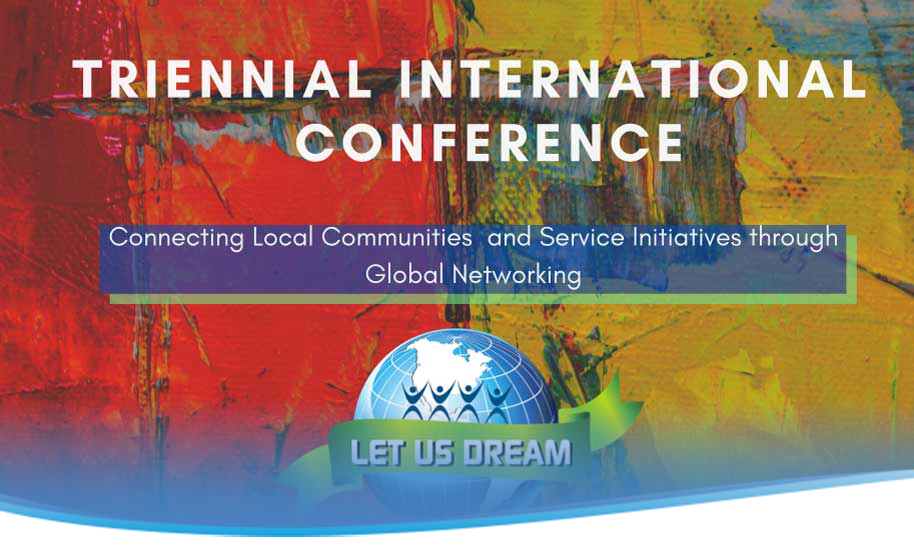 TRIENNIAL INTERNATIONAL
CONFERENCE
Connecting Local Communities  and Service Initiatives through
Global Networking
LET US DREAM